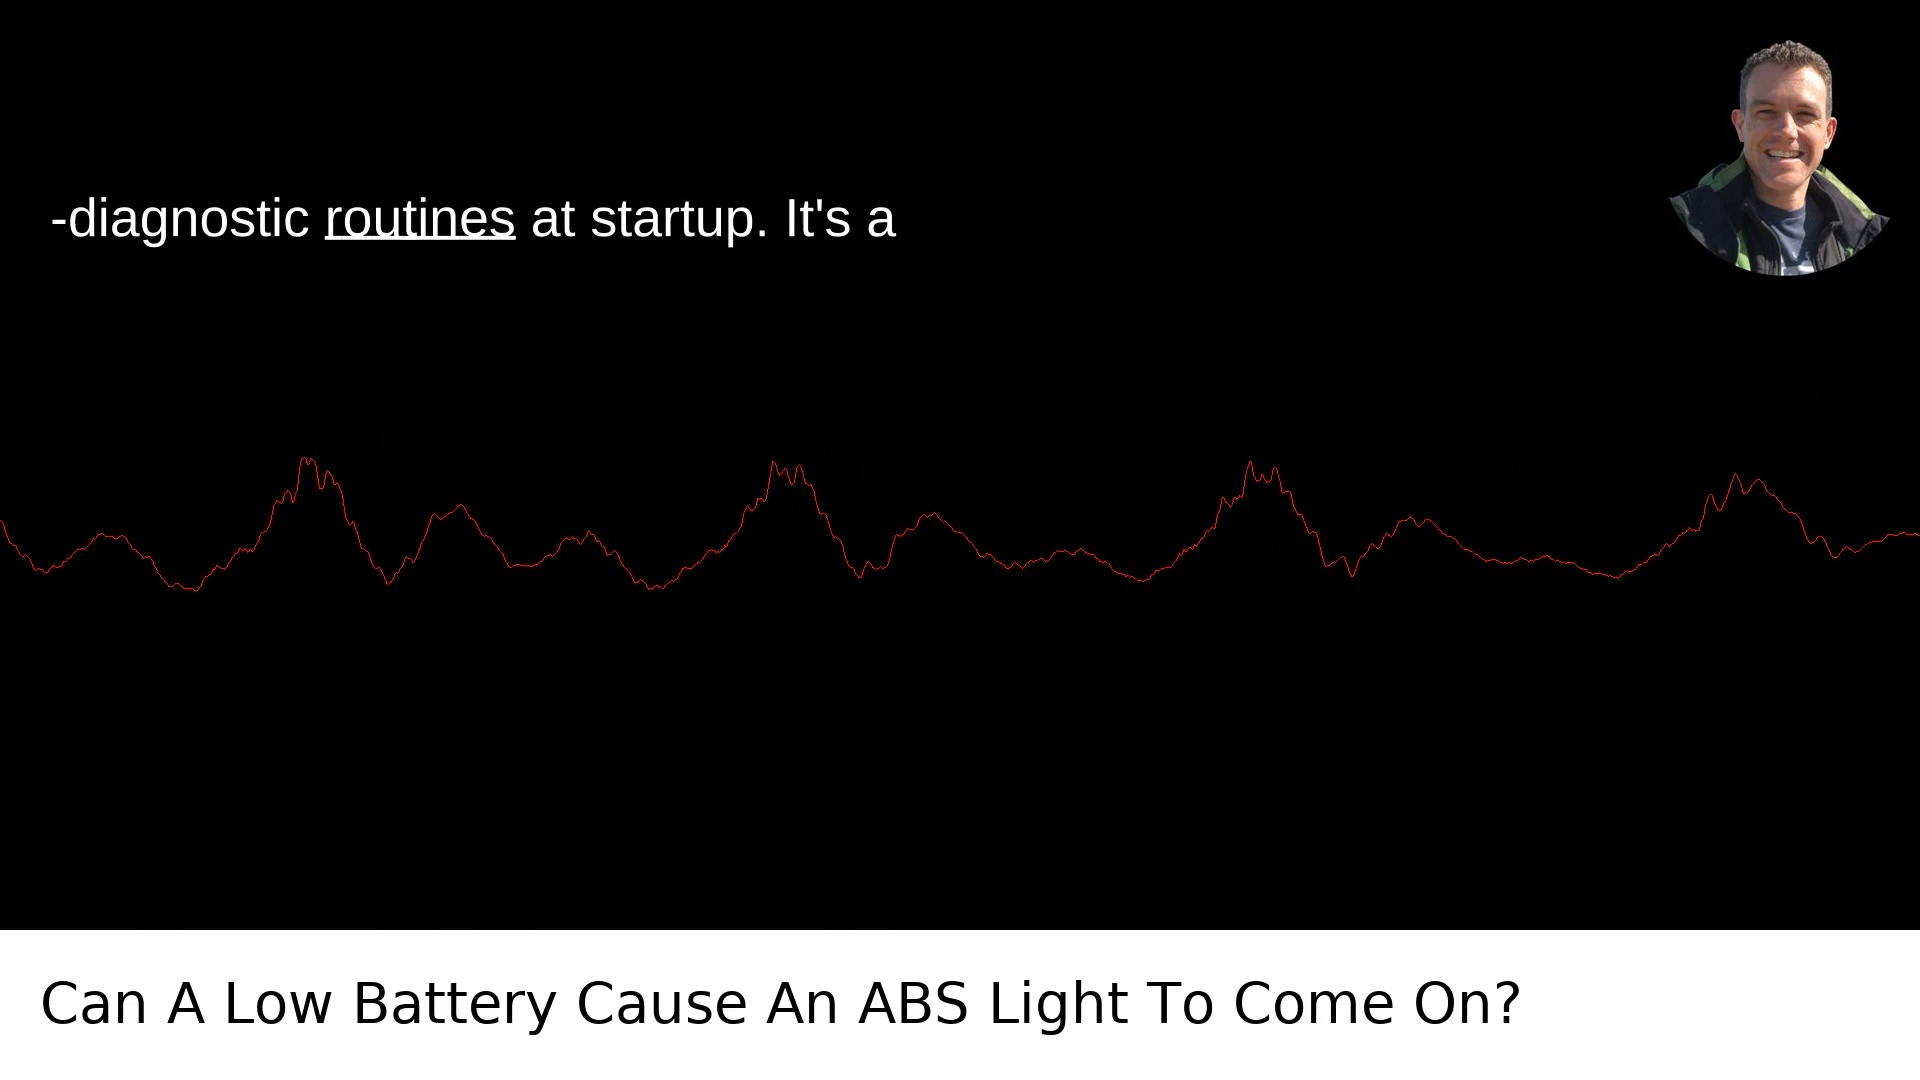 -diagnostic routines at startup. It's a
Can A Low Battery Cause An ABS Light To Come On?